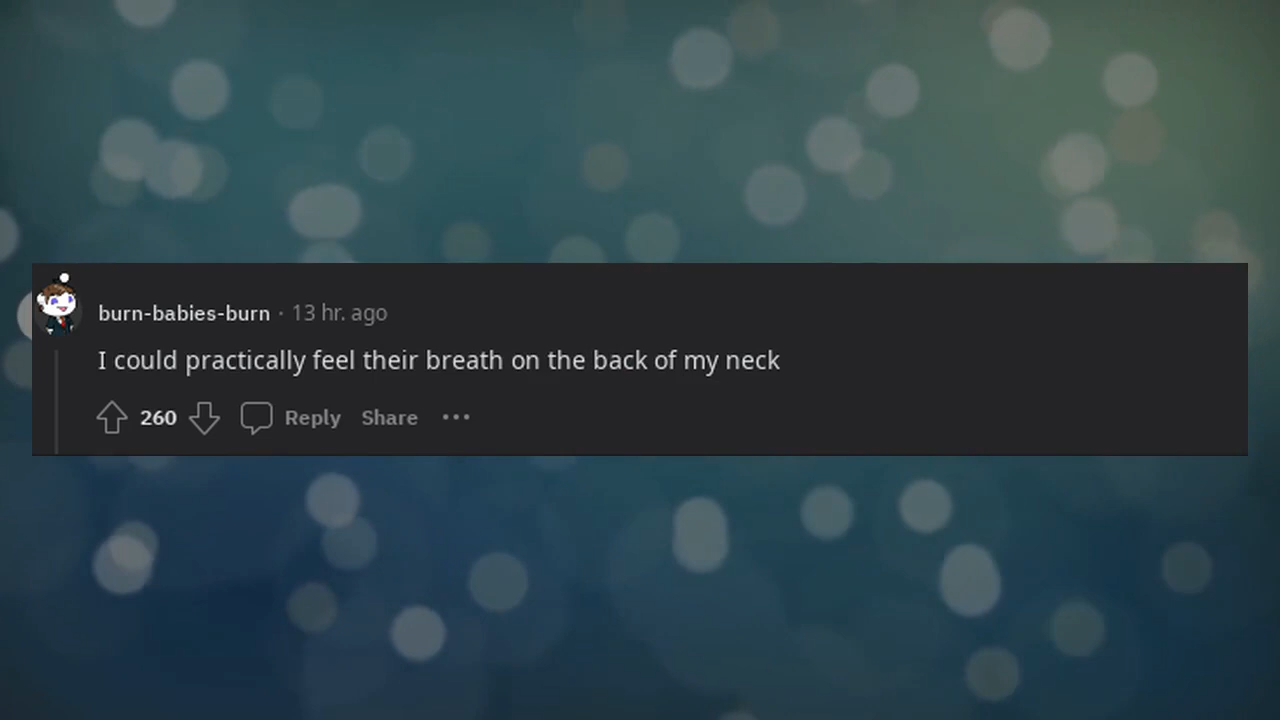 burn-babies-burn · 13 hr. ago
I could practically feel their breath on the back of my neck
260 Reply Share ···